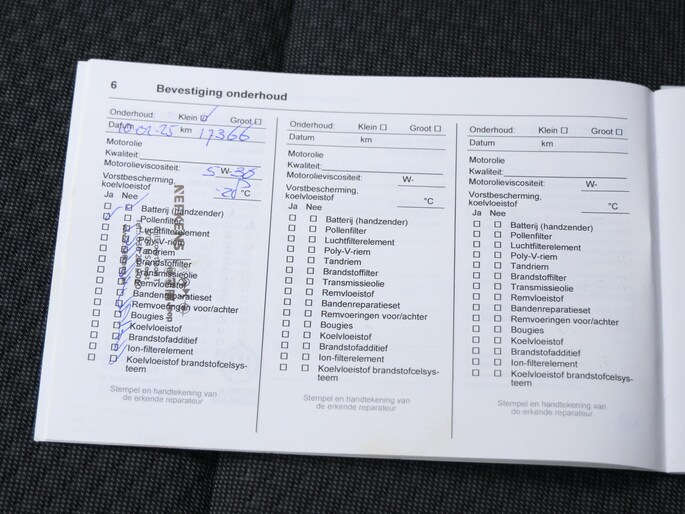 6 Bevestiging onderhoud
Onderhoud: Klein ☑ Groot ☐
Datum 10-02-25 km 17366
Motorolie
Kwaliteit
Motorolieviscositeit: 5 W- 30
Vorstbescherming,
koelvloeistof -20 °C
Ja Nee
Batterij (handzender)
Pollenfilter
Luchtfilterelement
Poly-V-riem
Tandriem
Brandstoffilter
Transmissieolie
Remvloeistof
Bandenreparatieset
Remvoeringen voor/achter
Bougies
Koelvloeistof
Brandstofadditief
Ion-filterelement
Koelvloeistof brandstofcelsys-
teem
Stempel en handtekening van
de erkende reparateur
NEFKENS
Onderhoud: Klein ☐ Groot ☐
Datum km
Motorolie
Kwaliteit
Motorolieviscositeit: W-
Vorstbescherming,
koelvloeistof °C
Ja Nee
Batterij (handzender)
Pollenfilter
Luchtfilterelement
Poly-V-riem
Tandriem
Brandstoffilter
Transmissieolie
Remvloeistof
Bandenreparatieset
Remvoeringen voor/achter
Bougies
Koelvloeistof
Brandstofadditief
Ion-filterelement
Koelvloeistof brandstofcelsys-
teem
Stempel en handtekening van
de erkende reparateur
Onderhoud: Klein ☐ Groot ☐
Datum km
Motorolie
Kwaliteit
Motorolieviscositeit: W-
Vorstbescherming,
koelvloeistof °C
Ja Nee
Batterij (handzender)
Pollenfilter
Luchtfilterelement
Poly-V-riem
Tandriem
Brandstoffilter
Transmissieolie
Remvloeistof
Bandenreparatieset
Remvoeringen voor/achter
Bougies
Koelvloeistof
Brandstofadditief
Ion-filterelement
Koelvloeistof brandstofcelsys-
teem
Stempel en handtekening van
de erkende reparateur